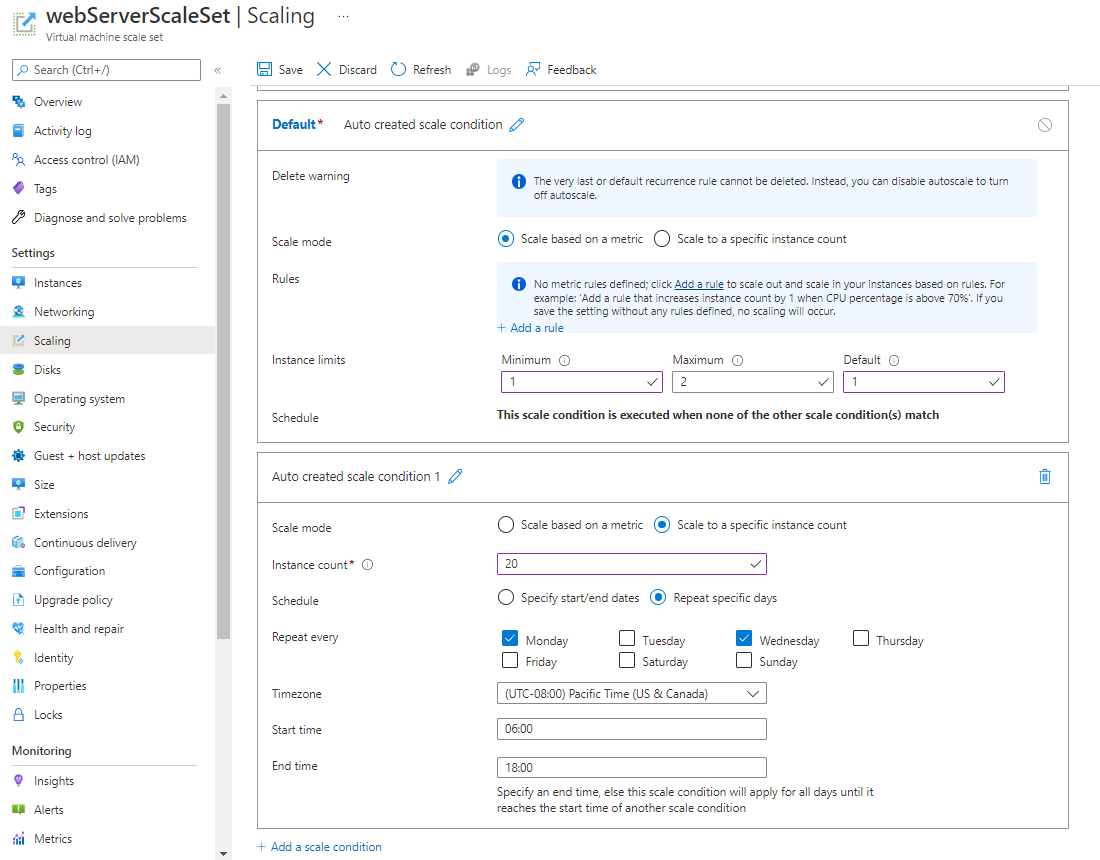 webServerScaleSet | Scaling ...
Virtual machine scale set
Search (Ctrl+/)
«
Overview
Activity log
Access control (IAM)
Tags
Diagnose and solve problems
Settings
Instances
Networking
Scaling
Disks
Operating system
Security
Guest + host updates
Size
Extensions
Continuous delivery
Configuration
Upgrade policy
Health and repair
Identity
Properties
Locks
Monitoring
Insights
Alerts
Metrics
Save Discard Refresh Logs Feedback
Default* Auto created scale condition
Delete warning
The very last or default recurrence rule cannot be deleted. Instead, you can disable autoscale to turn
off autoscale.
Scale mode
Scale based on a metric Scale to a specific instance count
Rules
No metric rules defined; click Add a rule to scale out and scale in your instances based on rules. For
example: 'Add a rule that increases instance count by 1 when CPU percentage is above 70%'. If you
save the setting without any rules defined, no scaling will occur.
+ Add a rule
Instance limits
Minimum Maximum Default
1 2 1
Schedule
This scale condition is executed when none of the other scale condition(s) match
Auto created scale condition 1
Scale mode
Scale based on a metric Scale to a specific instance count
Instance count*
20
Schedule
Specify start/end dates Repeat specific days
Repeat every
Monday Tuesday Wednesday Thursday
Friday Saturday Sunday
Timezone
(UTC-08:00) Pacific Time (US & Canada)
Start time
06:00
End time
18:00
Specify an end time, else this scale condition will apply for all days until it
reaches the start time of another scale condition
+ Add a scale condition